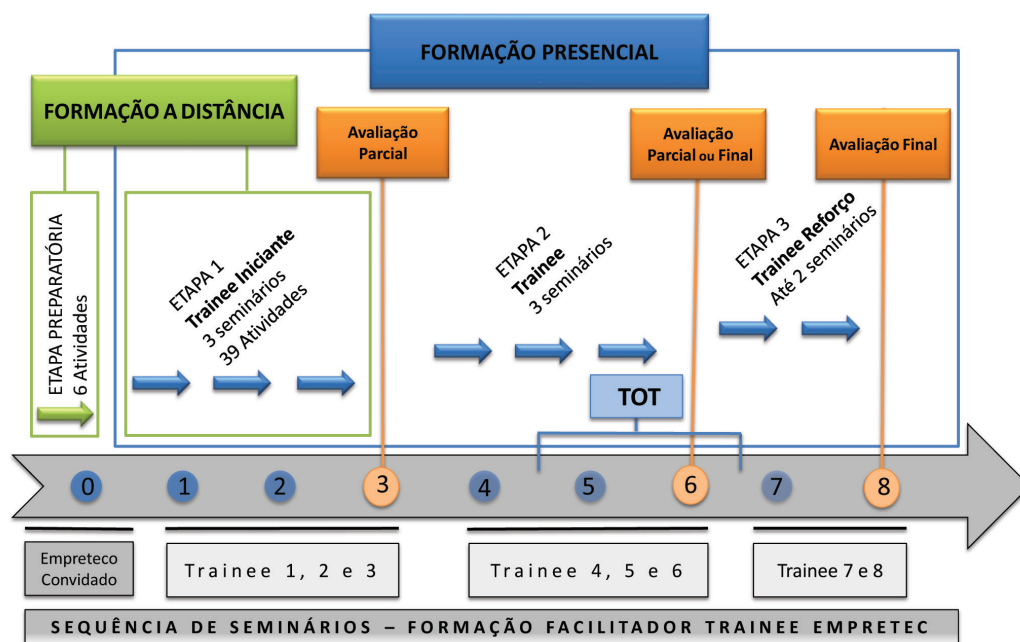 FORMAÇÃO PRESENCIAL
FORMAÇÃO A DISTÂNCIA
Avaliação
Parcial
Avaliação
Parcial ou Final
Avaliação Final
ETAPA PREPARATÓRIA
6 Atividades
ETAPA 1
Trainee Iniciante
3 seminários
39 Atividades
ETAPA 2
Trainee
3 seminários
ETAPA 3
Trainee Reforço
Até 2 seminários
TOT
0
1
2
3
4
5
6
7
8
Empreteco
Convidado
Trainee 1, 2 e 3
Trainee 4, 5 e 6
Trainee 7 e 8
SEQUÊNCIA DE SEMINÁRIOS – FORMAÇÃO FACILITADOR TRAINEE EMPRETEC